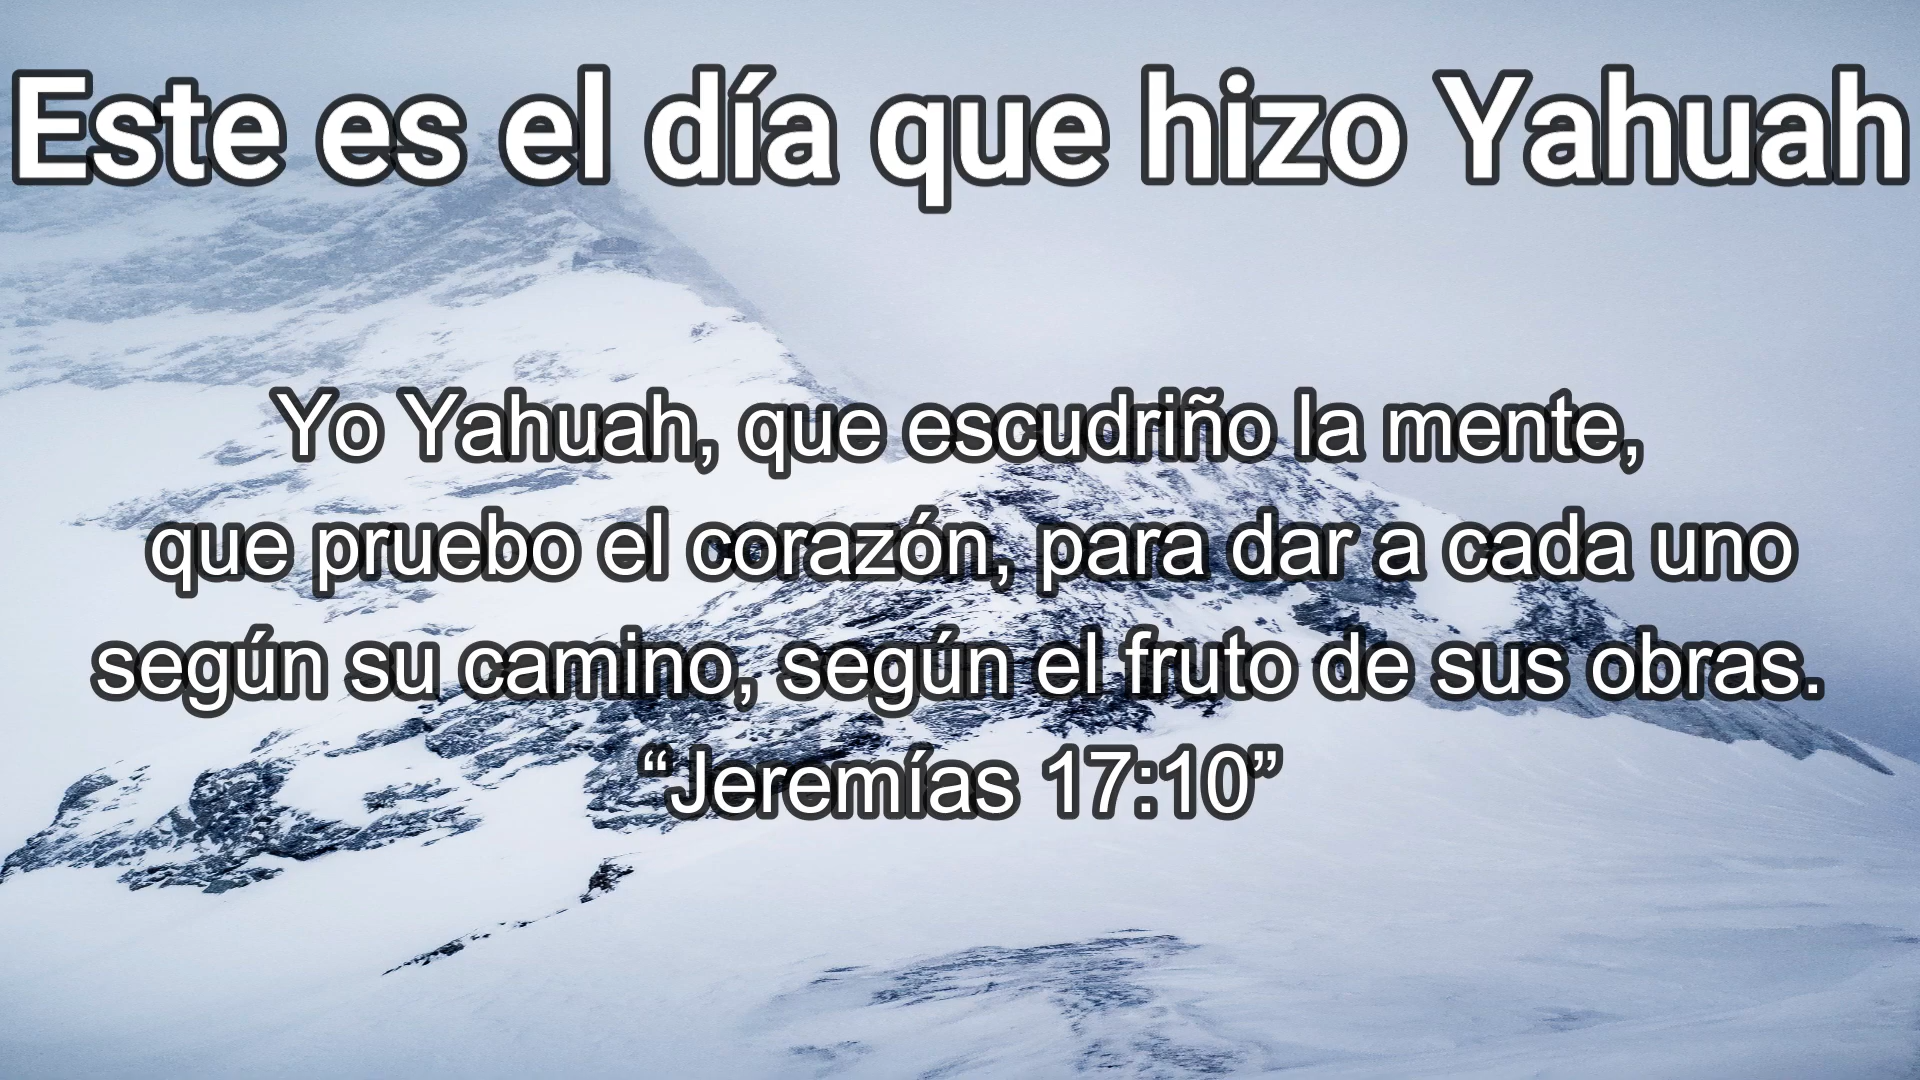 Este es el día que hizo Yahuah
Yo Yahuah, que escudriño la mente,
que pruebo el corazón, para dar a cada uno
según su camino, según el fruto de sus obras.
“Jeremías 17:10”